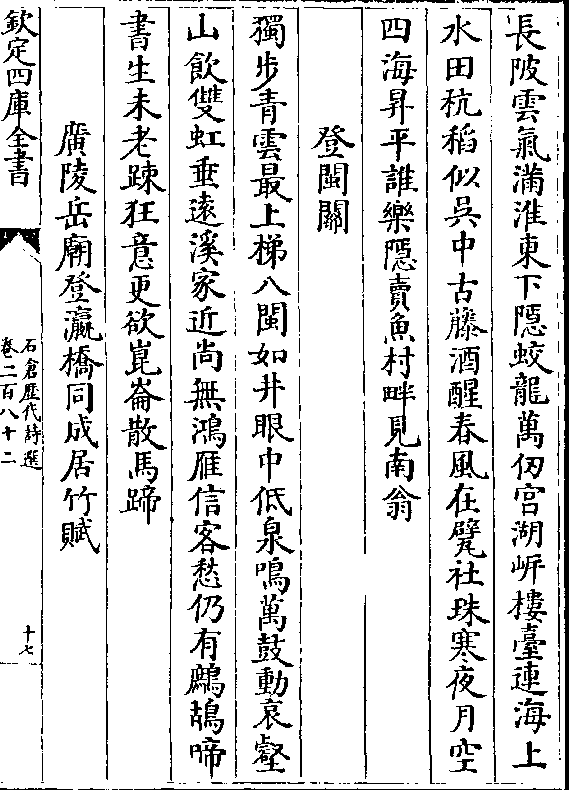 長陂雲氣滿淮東下隱蛟龍萬仞宮湖岍樓臺連海上
水田秔稻似吳中古藤酒醒春風在甓社珠寒夜月空
四海昇平誰樂隱賣魚村畔見南翁
登閩關
獨步青雲最上梯八閩如井眼中低泉鳴萬鼓動哀壑
山飲雙虹垂遠溪家近尚無鴻雁信客愁仍有鷓鴣啼
書生未老踈狂意更欲崑崙散馬蹄
廣陵岳廟登瀛橋同成居竹賦
欽定四庫全書
石倉歷代詩選
卷二百八十二
十七